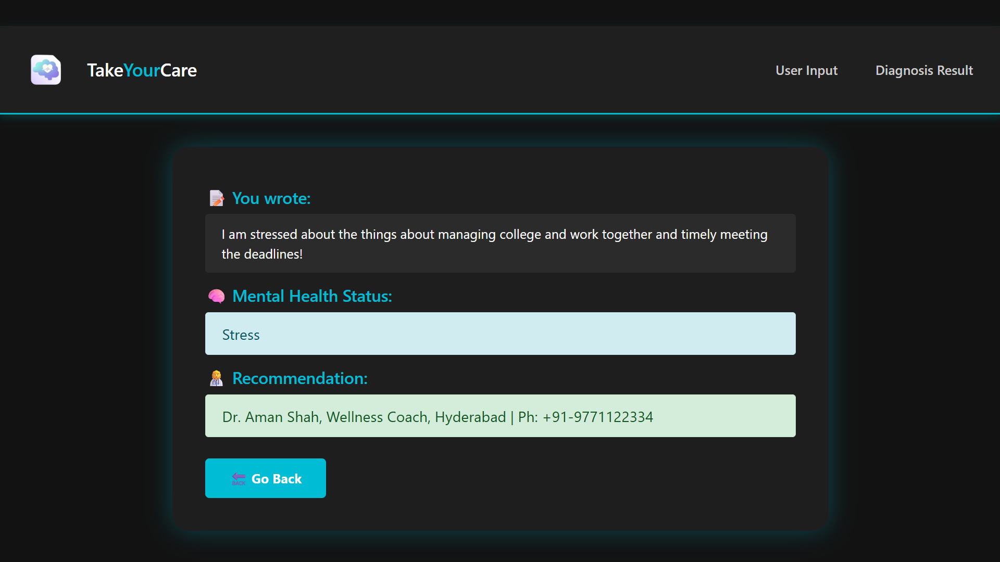 TakeYourCare
User Input
Diagnosis Result
You wrote:
I am stressed about the things about managing college and work together and timely meeting
the deadlines!
Mental Health Status:
Stress
Recommendation:
Dr. Aman Shah, Wellness Coach, Hyderabad | Ph: +91-9771122334
BACK Go Back